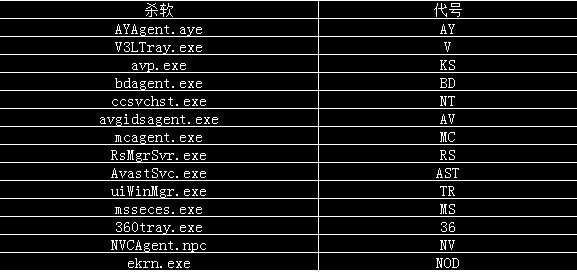 杀软 代号
AYAgent.aye AY
V3LTray.exe V
avp.exe KS
bdagent.exe BD
ccsvchst.exe NT
avgidsagent.exe AV
mcagent.exe MC
RsMgrSvr.exe RS
AvastSvc.exe AST
uiWinMgr.exe TR
msseces.exe MS
360tray.exe 36
NVCAgent.npc NV
ekrn.exe NOD